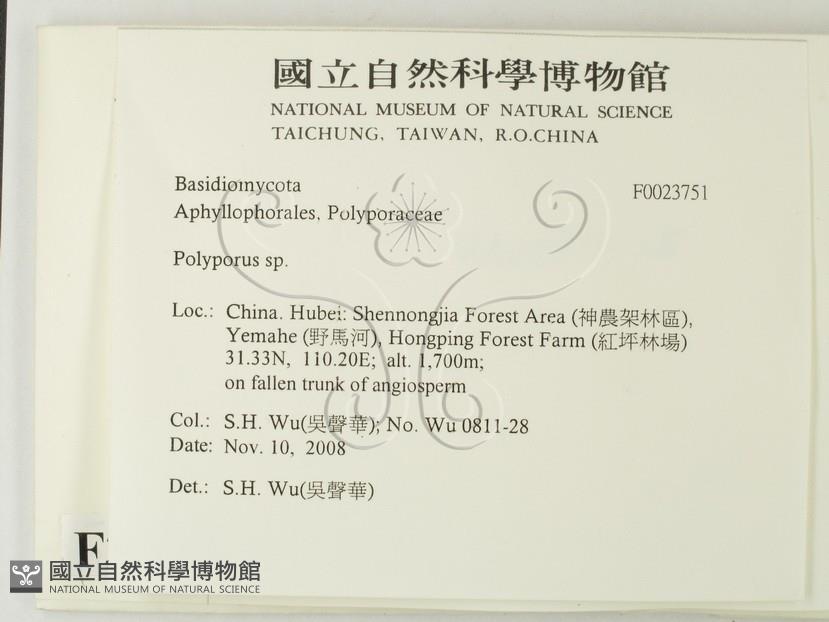 國立自然科學博物館
NATIONAL MUSEUM OF NATURAL SCIENCE
TAICHUNG, TAIWAN, R.O.CHINA
Basidiomycota F0023751
Aphyllophorales, Polyporaceae
Polyporus sp.
Loc.: China. Hubei: Shennongjia Forest Area (神農架林區),
Yemahe (野馬河), Hongping Forest Farm (紅坪林場)
31.33N, 110.20E; alt. 1,700m;
on fallen trunk of angiosperm
Col.: S.H. Wu(吳聲華); No. Wu 0811-28
Date: Nov. 10, 2008
Det.: S.H. Wu(吳聲華)
F
國立自然科學博物館
NATIONAL MUSEUM OF NATURAL SCIENCE